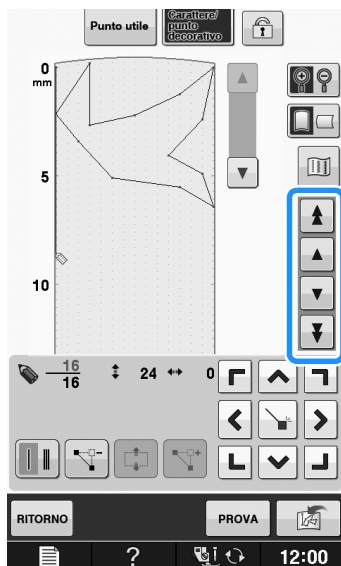 Punto utile
Carattere/
punto
decorativo
0
mm
5
10
16
16
24
0
RITORNO
PROVA
?
12:00